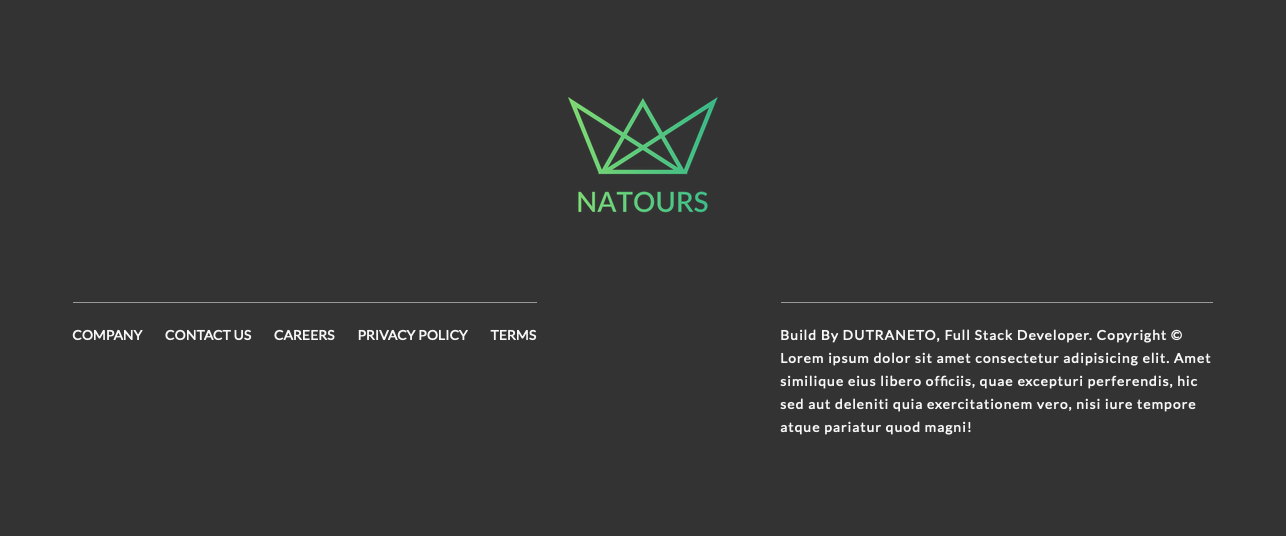 NATOURS
COMPANY CONTACT US CAREERS PRIVACY POLICY TERMS
Build By DUTRANETO, Full Stack Developer. Copyright ©
Lorem ipsum dolor sit amet consectetur adipisicing elit. Amet
similique eius libero officiis, quae excepturi perferendis, hic
sed aut deleniti quia exercitationem vero, nisi iure tempore
atque pariatur quod magni!